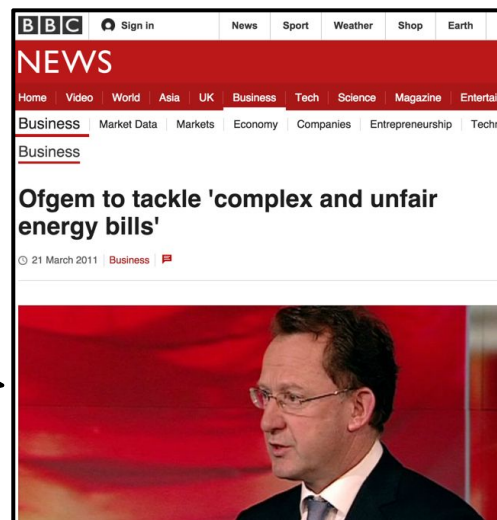 BBC Sign in News Sport Weather Shop Earth
NEWS
Home Video World Asia UK Business Tech Science Magazine
Business Market Data Markets Economy Companies Entrepreneurship
Business
Ofgem to tackle 'complex and unfair
energy bills'
21 March 2011 Business